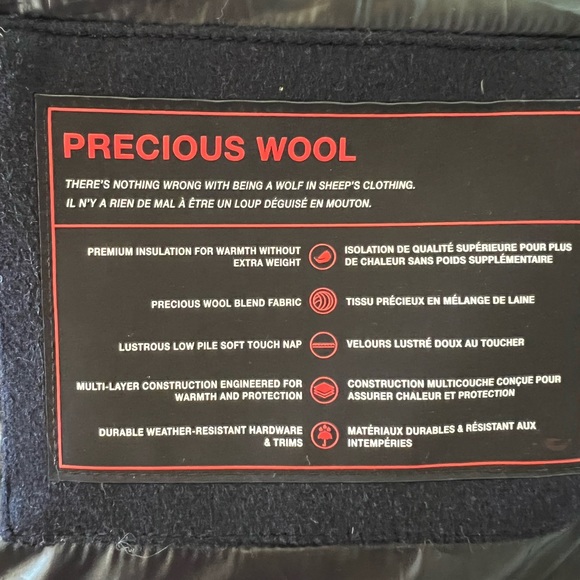 PRECIOUS WOOL
THERE'S NOTHING WRONG WITH BEING A WOLF IN SHEEP'S CLOTHING.
IL N'Y A RIEN DE MAL À ÊTRE UN LOUP DÉGUISÉ EN MOUTON.
PREMIUM INSULATION FOR WARMTH WITHOUT
EXTRA WEIGHT
ISOLATION DE QUALITÉ SUPÉRIEURE POUR PLUS
DE CHALEUR SANS POIDS SUPPLÉMENTAIRE
PRECIOUS WOOL BLEND FABRIC
TISSU PRÉCIEUX EN MÉLANGE DE LAINE
LUSTROUS LOW PILE SOFT TOUCH NAP
VELOURS LUSTRÉ DOUX AU TOUCHER
MULTI-LAYER CONSTRUCTION ENGINEERED FOR
WARMTH AND PROTECTION
CONSTRUCTION MULTICOUCHE CONÇUE POUR
ASSURER CHALEUR ET PROTECTION
DURABLE WEATHER-RESISTANT HARDWARE
& TRIMS
MATÉRIAUX DURABLES & RÉSISTANT AUX
INTEMPÉRIES